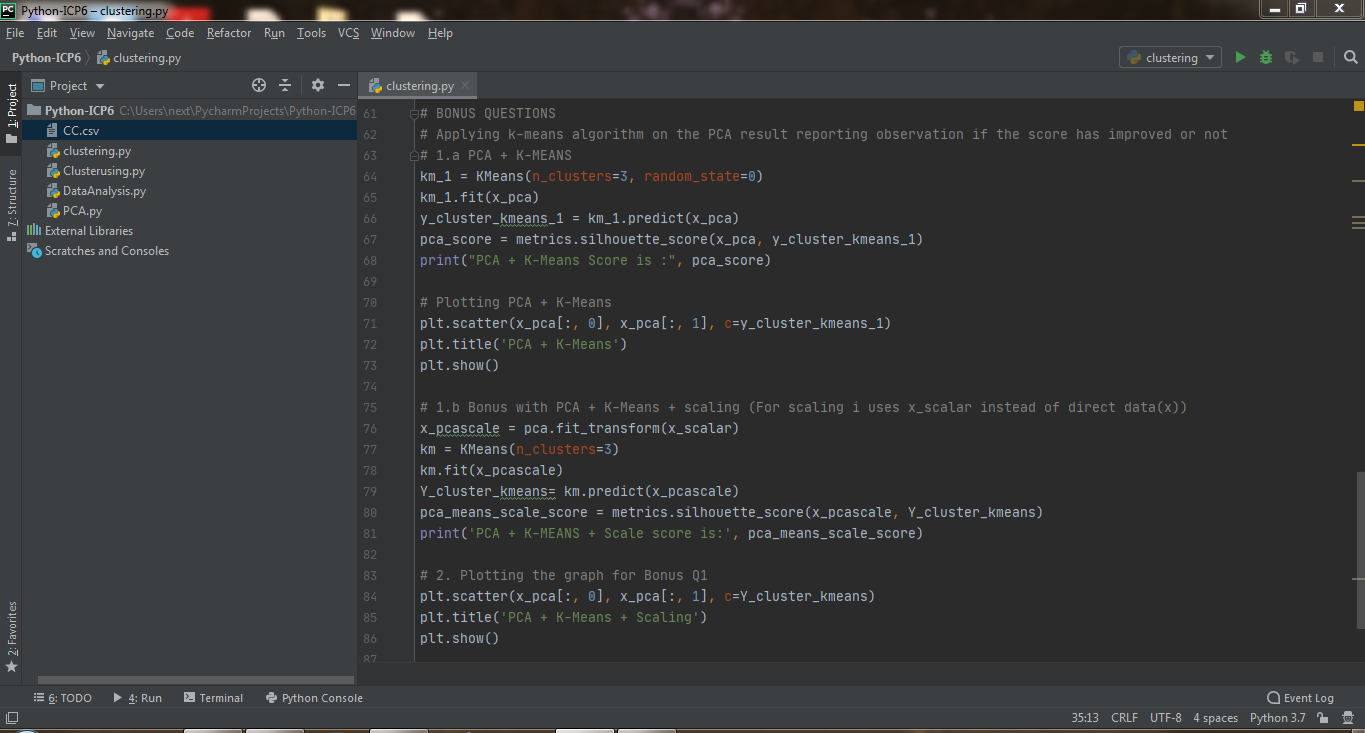 PC Python-ICP6 – clustering.py
File Edit View Navigate Code Refactor Run Tools VCS Window Help
Python-ICP6 clustering.py clustering
1: Project
7: Structure
2: Favorites
Project
Python-ICP6 C:\Users\next\PycharmProjects\Python-ICP6
CC.csv
clustering.py
Clusterusing.py
DataAnalysis.py
PCA.py
External Libraries
Scratches and Consoles
clustering.py
61 # BONUS QUESTIONS
62 # Applying k-means algorithm on the PCA result reporting observation if the score has improved or not
63 # 1.a PCA + K-MEANS
64 km_1 = KMeans(n_clusters=3, random_state=0)
65 km_1.fit(x_pca)
66 y_cluster_kmeans_1 = km_1.predict(x_pca)
67 pca_score = metrics.silhouette_score(x_pca, y_cluster_kmeans_1)
68 print("PCA + K-Means Score is :", pca_score)
69
70 # Plotting PCA + K-Means
71 plt.scatter(x_pca[:, 0], x_pca[:, 1], c=y_cluster_kmeans_1)
72 plt.title('PCA + K-Means')
73 plt.show()
74
75 # 1.b Bonus with PCA + K-Means + scaling (For scaling i uses x_scalar instead of direct data(x))
76 x_pcascale = pca.fit_transform(x_scalar)
77 km = KMeans(n_clusters=3)
78 km.fit(x_pcascale)
79 Y_cluster_kmeans= km.predict(x_pcascale)
80 pca_means_scale_score = metrics.silhouette_score(x_pcascale, Y_cluster_kmeans)
81 print('PCA + K-MEANS + Scale score is:', pca_means_scale_score)
82
83 # 2. Plotting the graph for Bonus Q1
84 plt.scatter(x_pca[:, 0], x_pca[:, 1], c=Y_cluster_kmeans)
85 plt.title('PCA + K-Means + Scaling')
86 plt.show()
87
6: TODO 4: Run Terminal Python Console Event Log
35:13 CRLF UTF-8 4 spaces Python 3.7